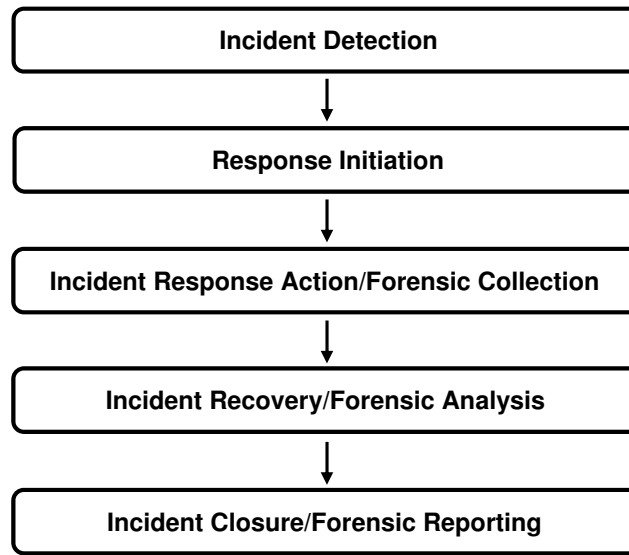 Incident Detection
Response Initiation
Incident Response Action/Forensic Collection
Incident Recovery/Forensic Analysis
Incident Closure/Forensic Reporting